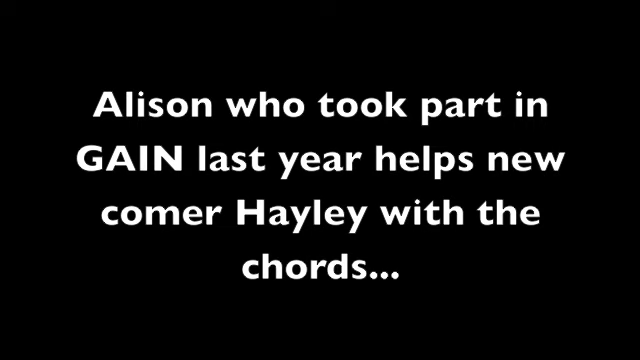 Alison who took part in
GAIN last year helps new
comer Hayley with the
chords...